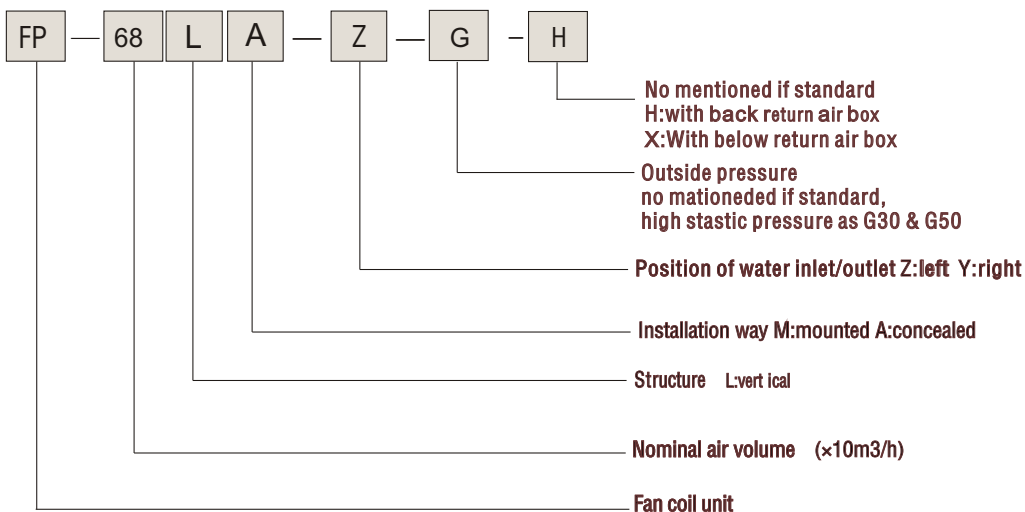 FP — 68 L A — Z — G - H
No mentioned if standard
H:with back return air box
X:With below return air box
Outside pressure
no mationeded if standard,
high stastic pressure as G30 & G50
Position of water inlet/outlet Z:left Y:right
Installation way M:mounted A:concealed
Structure L:vert ical
Nominal air volume (×10m3/h)
Fan coil unit